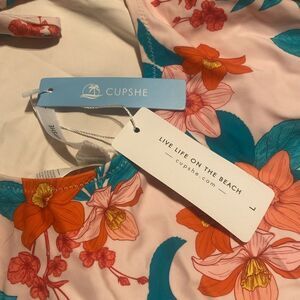 CUPSHE
LIVE LIFE ON THE BEACH
— cupshe.com —
L